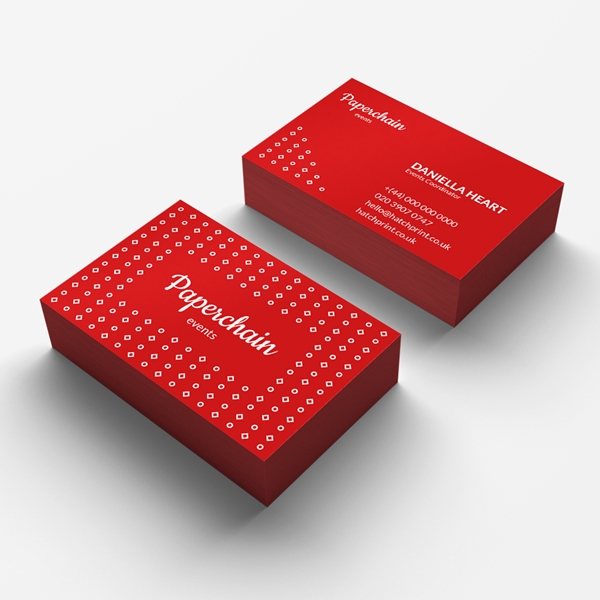 Paperchain
events
DANIELLA HEART
Events Coordinator
+(44) 000 000 0000
020 3907 0747
hello@hatchprint.co.uk
hatchprint.co.uk
Paperchain
events